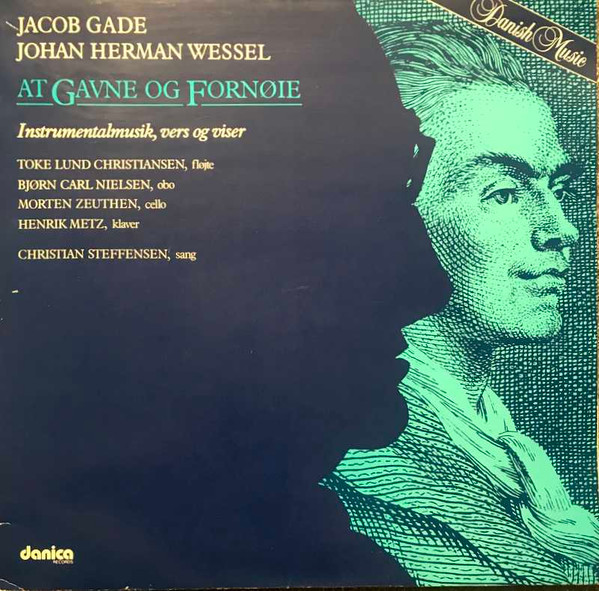 JACOB GADE
JOHAN HERMAN WESSEL
AT GAVNE OG FORNØIE
Instrumentalmusik, vers og viser
TOKE LUND CHRISTIANSEN, fløjte
BJØRN CARL NIELSEN, obo
MORTEN ZEUTHEN, cello
HENRIK METZ, klaver
CHRISTIAN STEFFENSEN, sang
Danish Music
danica
RECORDS